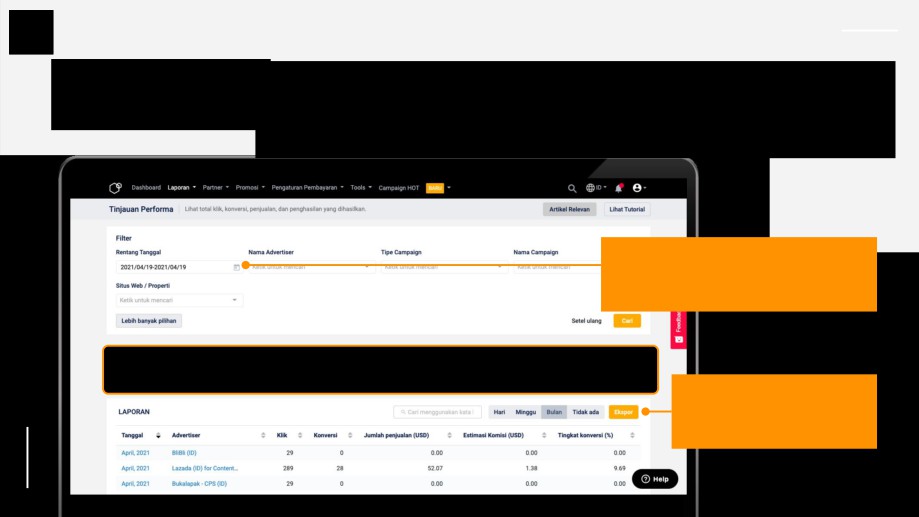 Dashboard Laporan Partner Promosi Pengaturan Pembayaran Tools Campaign HOT ID
Tinjauan Performa Lihat total klik, konversi, penjualan, dan penghasilan yang dihasilkan. Artikel Relevan Lihat Tutorial
Filter
Rentang Tanggal Nama Advertiser Tipe Campaign Nama Campaign
2021/04/19-2021/04/19 Ketik untuk mencari Ketik untuk mencari Ketik untuk mencari
Situs Web / Properti
Ketik untuk mencari
Lebih banyak pilihan Setel ulang Cari
LAPORAN Cari menggunakan kata Hari Minggu Bulan Tidak ada Ekspor
Tanggal Advertiser Klik Konversi Jumlah penjualan (USD) Estimasi Komisi (USD) Tingkat konversi (%)
April, 2021 BliBli (ID) 29 0 0.00 0.00 0.00
April, 2021 Lazada (ID) for Content... 289 28 52.07 1.38 9.69
April, 2021 Bukalapak - CPS (ID) 29 0 0.00 0.00 0.00
Help